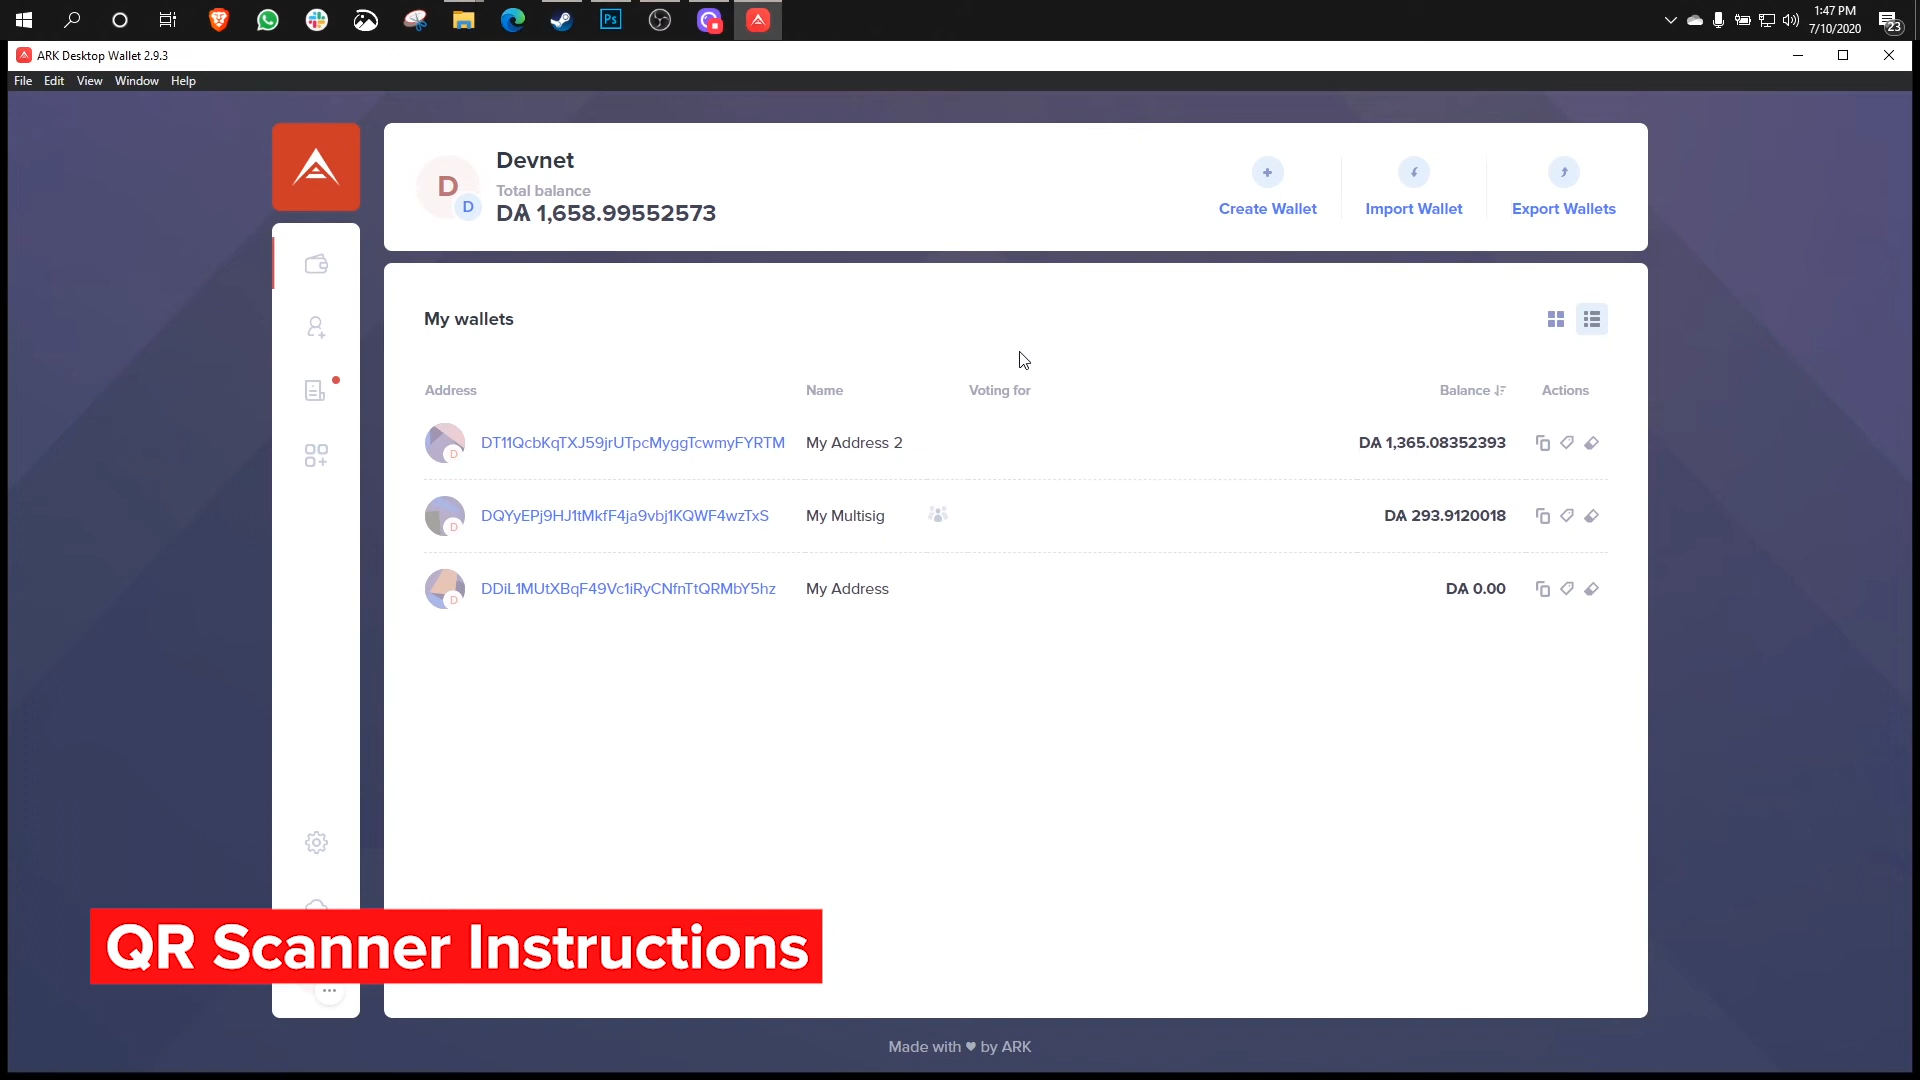 1:47 PM
7/10/2020
23
Ps
ARK Desktop Wallet 2.9.3
File Edit View Window Help
D
D
Devnet
Total balance
DѦ 1,658.99552573
Create Wallet
Import Wallet
Export Wallets
My wallets
Address Name Voting for Balance Actions
D
DT11QcbKqTXJ59jrUTpcMyggTcwmyFYRTM My Address 2 DѦ 1,365.08352393
D
DQYyEPj9HJ1tMkfF4ja9vbj1KQWF4wzTxS My Multisig DѦ 293.9120018
D
DDiL1MUtXBqF49Vc1iRyCNfnTtQRMbY5hz My Address DѦ 0.00
QR Scanner Instructions
Made with ♥ by ARK